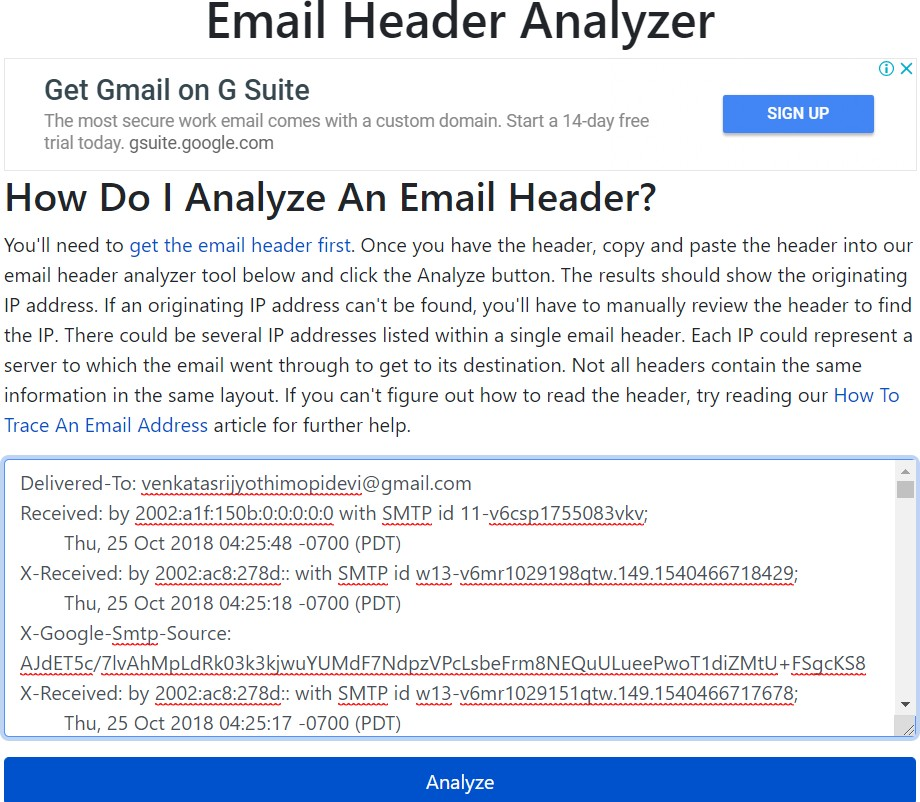 Email Header Analyzer
Get Gmail on G Suite
The most secure work email comes with a custom domain. Start a 14-day free
trial today. gsuite.google.com
SIGN UP
How Do I Analyze An Email Header?
You'll need to get the email header first. Once you have the header, copy and paste the header into our
email header analyzer tool below and click the Analyze button. The results should show the originating
IP address. If an originating IP address can't be found, you'll have to manually review the header to find
the IP. There could be several IP addresses listed within a single email header. Each IP could represent a
server to which the email went through to get to its destination. Not all headers contain the same
information in the same layout. If you can't figure out how to read the header, try reading our How To
Trace An Email Address article for further help.
Delivered-To: venkatasrijyothimopidevi@gmail.com
Received: by 2002:a1f:150b:0:0:0:0:0 with SMTP id 11-v6csp1755083vkv;
Thu, 25 Oct 2018 04:25:48 -0700 (PDT)
X-Received: by 2002:ac8:278d:: with SMTP id w13-v6mr1029198qtw.149.1540466718429;
Thu, 25 Oct 2018 04:25:18 -0700 (PDT)
X-Google-Smtp-Source:
AJdET5c/7lvAhMpLdRk03k3kjwuYUMdF7NdpzVPcLsbeFrm8NEQuULueePwoT1diZMtU+FSgcKS8
X-Received: by 2002:ac8:278d:: with SMTP id w13-v6mr1029151qtw.149.1540466717678;
Thu, 25 Oct 2018 04:25:17 -0700 (PDT)
Analyze